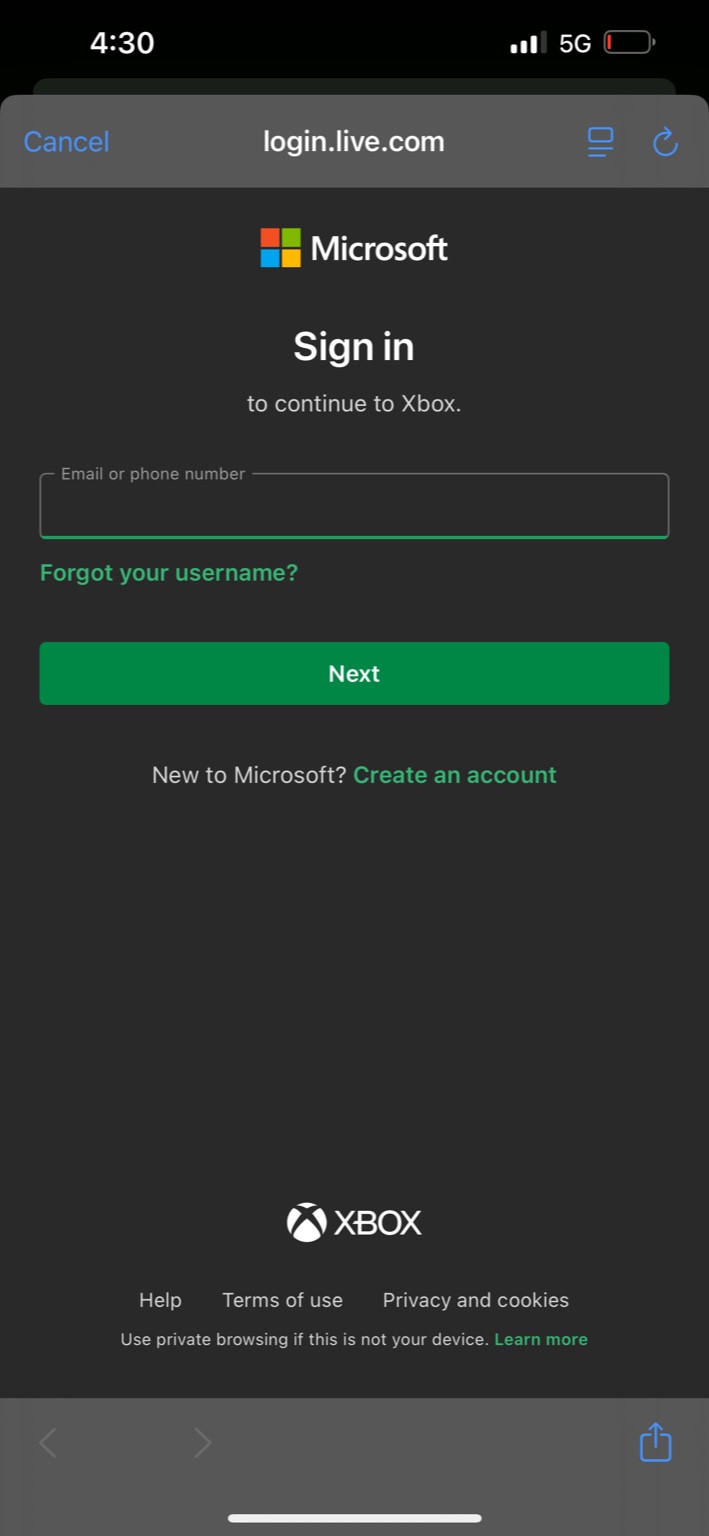 4:30 5G
Cancel login.live.com
Microsoft
Sign in
to continue to Xbox.
Email or phone number
Forgot your username?
Next
New to Microsoft? Create an account
XBOX
Help Terms of use Privacy and cookies
Use private browsing if this is not your device. Learn more